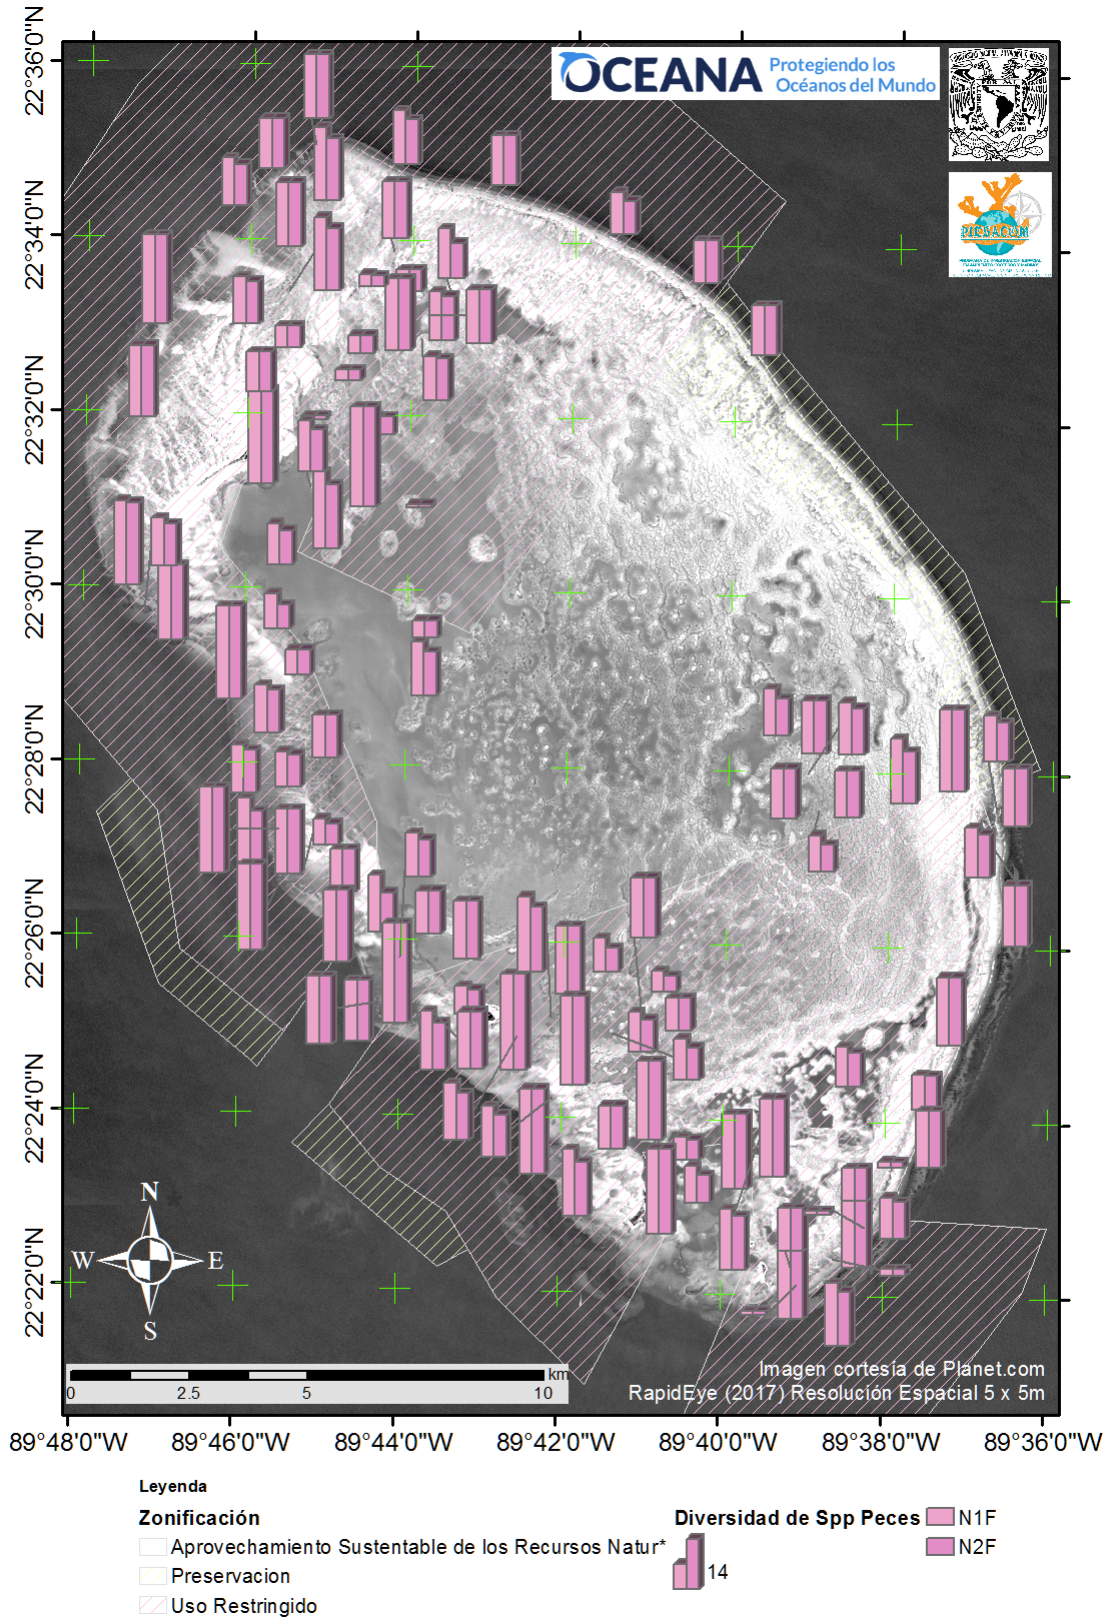 OCEANA
Protegiendo los
Océanos del Mundo
22°36'0"N
22°34'0"N
22°32'0"N
22°30'0"N
22°28'0"N
22°26'0"N
22°24'0"N
22°22'0"N
N
W
E
S
km
0
2.5
5
10
Imagen cortesía de Planet.com
RapidEye (2017) Resolución Espacial 5 x 5m
89°48'0"W
89°46'0"W
89°44'0"W
89°42'0"W
89°40'0"W
89°38'0"W
89°36'0"W
Leyenda
Zonificación
Aprovechamiento Sustentable de los Recursos Natur*
Preservacion
Uso Restringido
Diversidad de Spp Peces
14
N1F
N2F